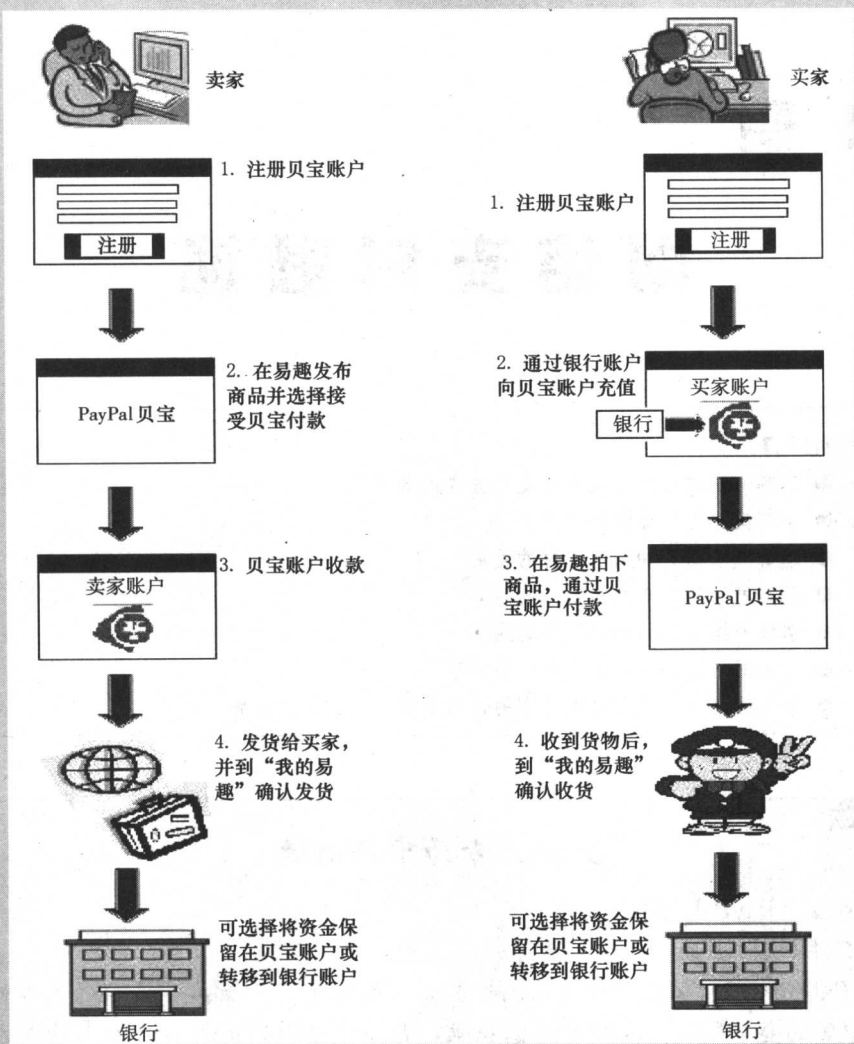 卖家
1. 注册贝宝账户
注册
PayPal 贝宝
2. 在易趣发布
商品并选择接
受贝宝付款
3. 贝宝账户收款
卖家账户
4. 发货给买家，
并到“我的易
趣”确认发货
可选择将资金保
留在贝宝账户或
转移到银行账户
银行
买家
1. 注册贝宝账户
注册
2. 通过银行账户
向贝宝账户充值
买家账户
银行
3. 在易趣拍下
商品，通过贝
宝账户付款
PayPal 贝宝
4. 收到货物后，
到“我的易趣”
确认收货
可选择将资金保
留在贝宝账户或
转移到银行账户
银行